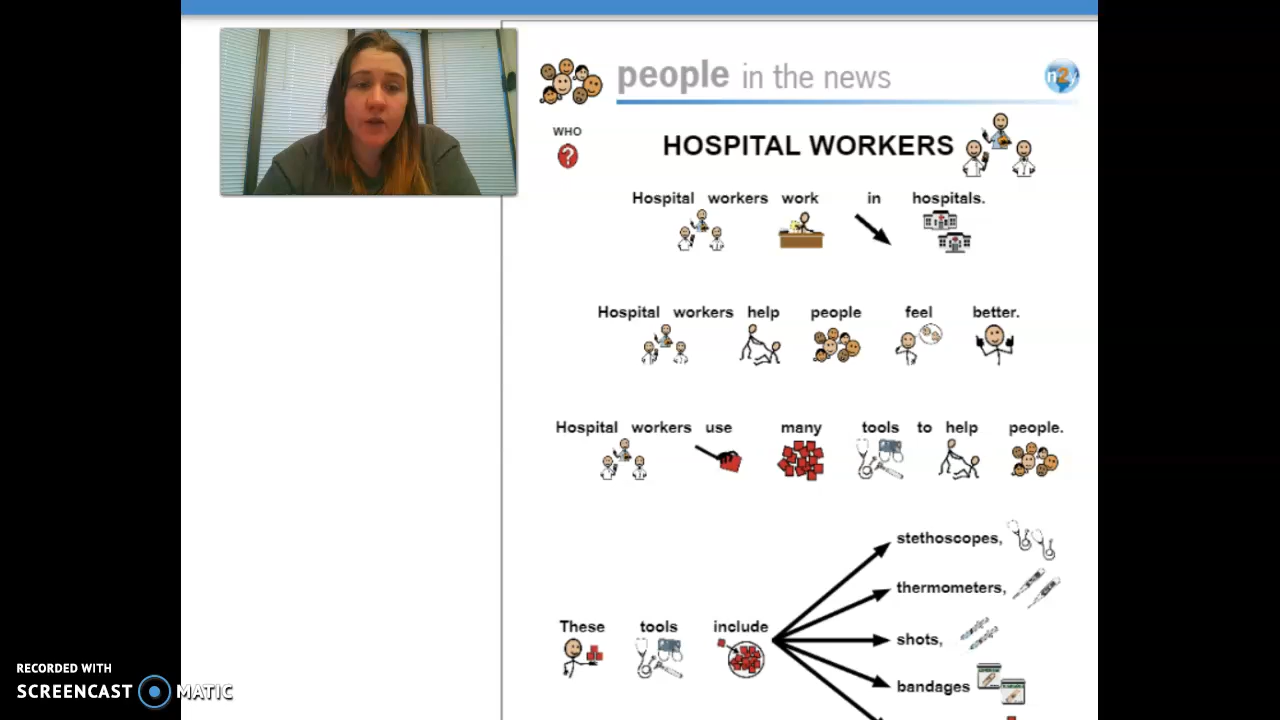 people in the news
n2y
WHO
?
HOSPITAL WORKERS
Hospital workers work in hospitals.
Hospital workers help people feel better.
Hospital workers use many tools to help people.
stethoscopes,
thermometers,
These tools include
shots,
bandages
RECORDED WITH
SCREENCAST MATIC